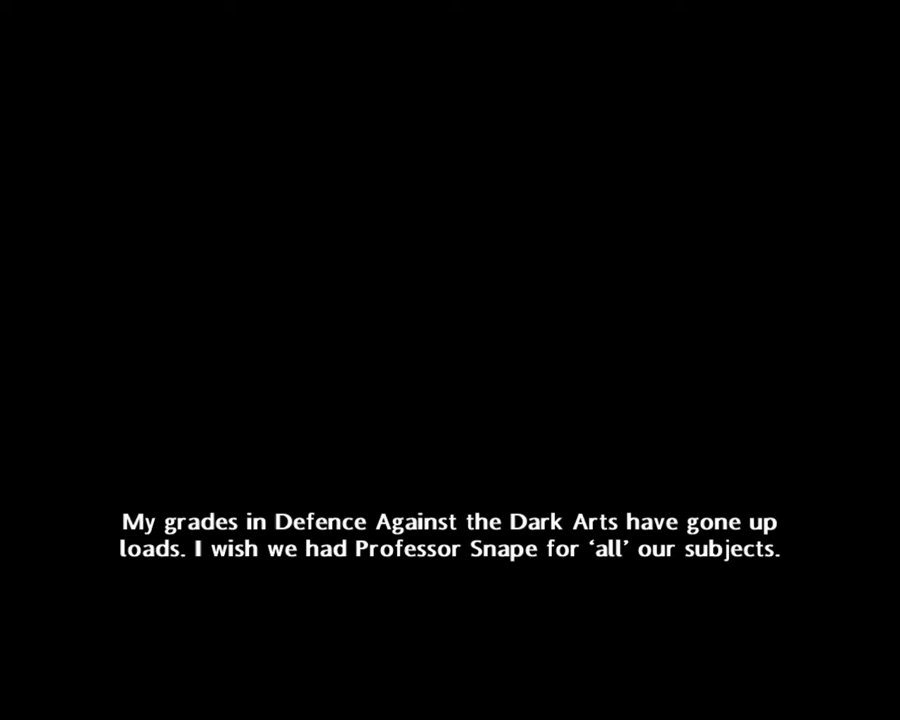 My grades in Defence Against the Dark Arts have gone up
loads. I wish we had Professor Snape for ‘all’ our subjects.